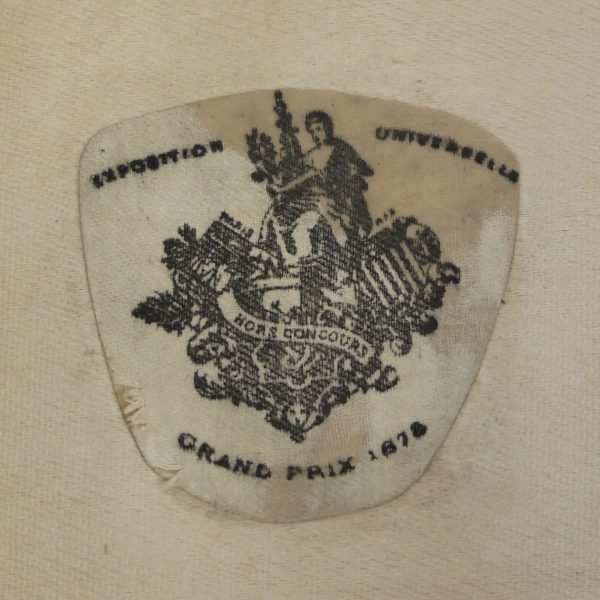 EXPOSITION UNIVERSELLE
HORS CONCOURS
GRAND PRIX 1878